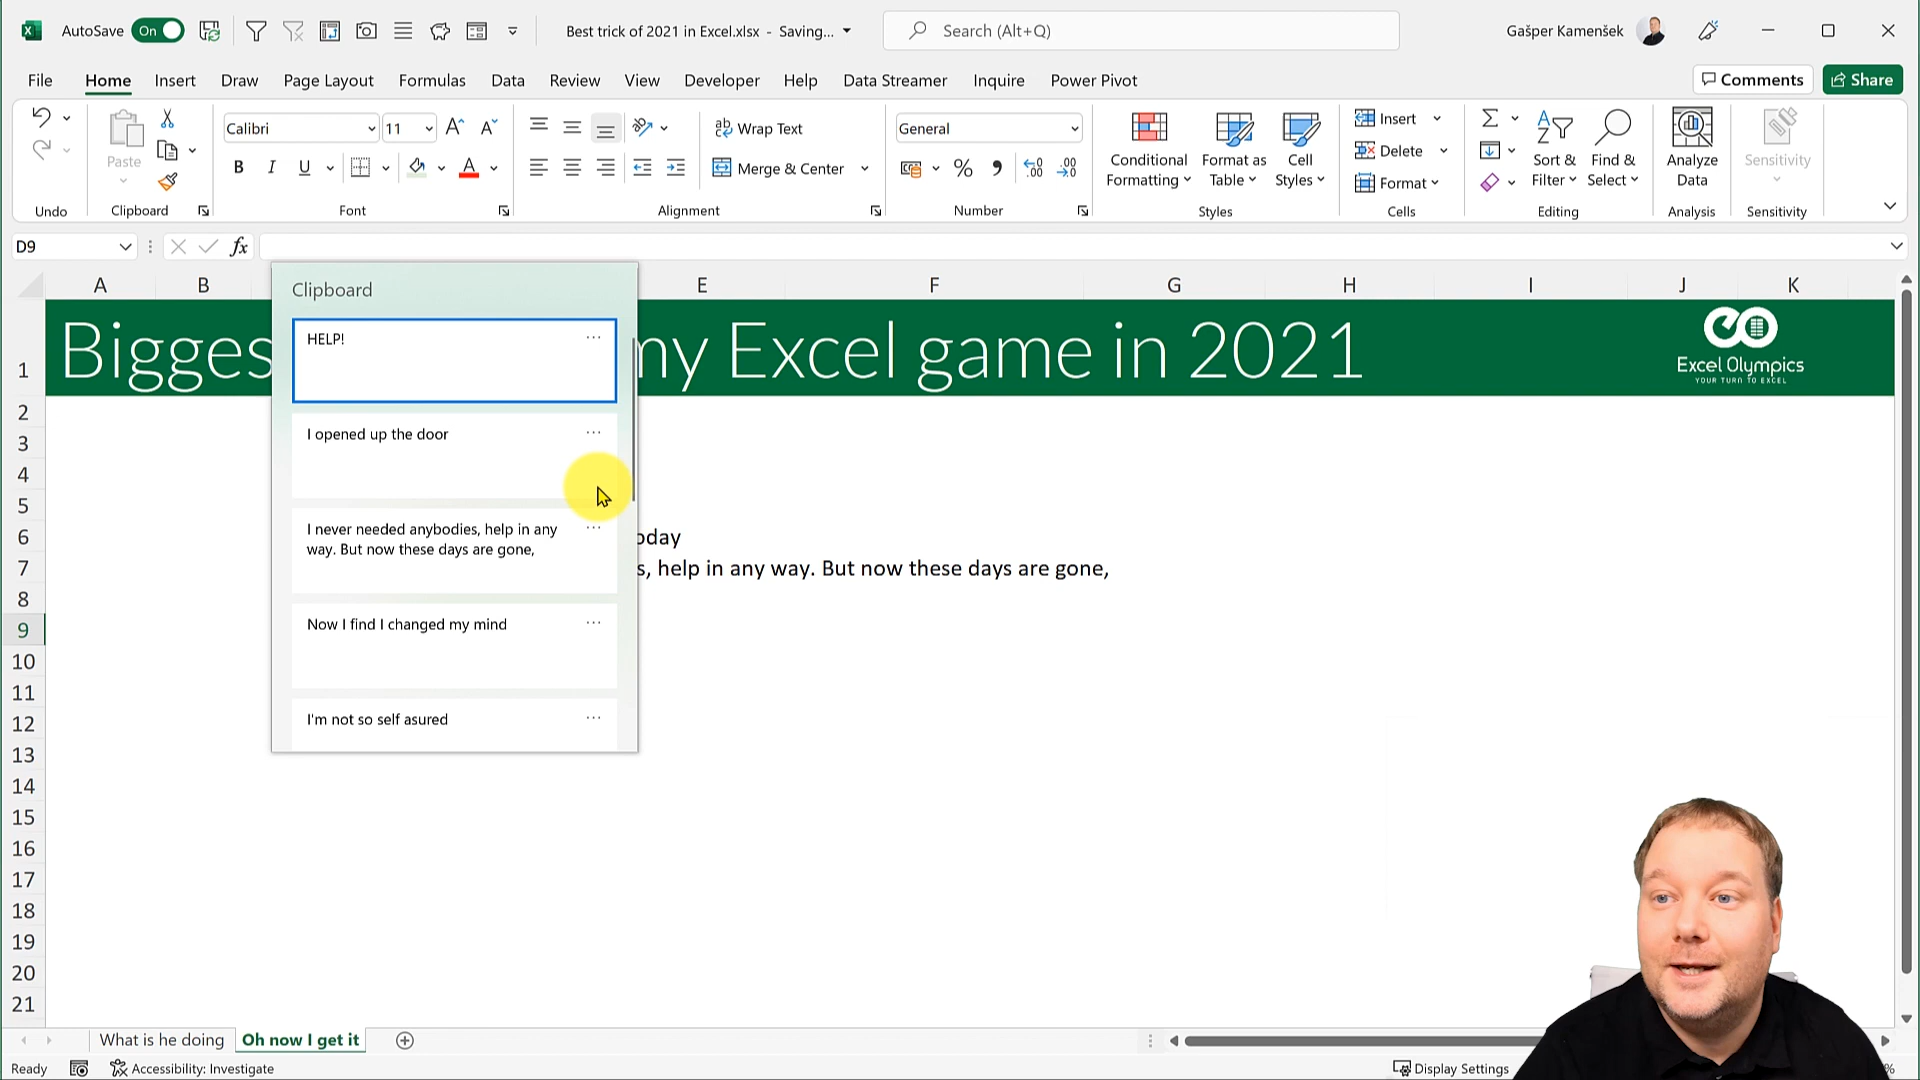 AutoSave On Best trick of 2021 in Excel.xlsx - Saving... Search (Alt+Q) Gašper Kamenšek
File Home Insert Draw Page Layout Formulas Data Review View Developer Help Data Streamer Inquire Power Pivot Comments Share
Calibri 11 Wrap Text General Insert
Paste B I U Merge & Center % Conditional Formatting Format as Table Cell Styles Delete Sort & Filter Find & Select Analyze Data Sensitivity
Format
Undo Clipboard Font Alignment Number Styles Cells Editing Analysis Sensitivity
D9 fx
A B E F G H I J K
Clipboard
1 Bigges my Excel game in 2021 Excel Olympics
YOUR TURN TO EXCEL
HELP!
2
I opened up the door
3
4
5
I never needed anybodies, help in any
way. But now these days are gone,
6 oday
7 s, help in any way. But now these days are gone,
8
9
Now I find I changed my mind
10
11
12
I'm not so self asured
13
14
15
16
17
18
19
20
21
What is he doing Oh now I get it
Ready Accessibility: Investigate Display Settings %